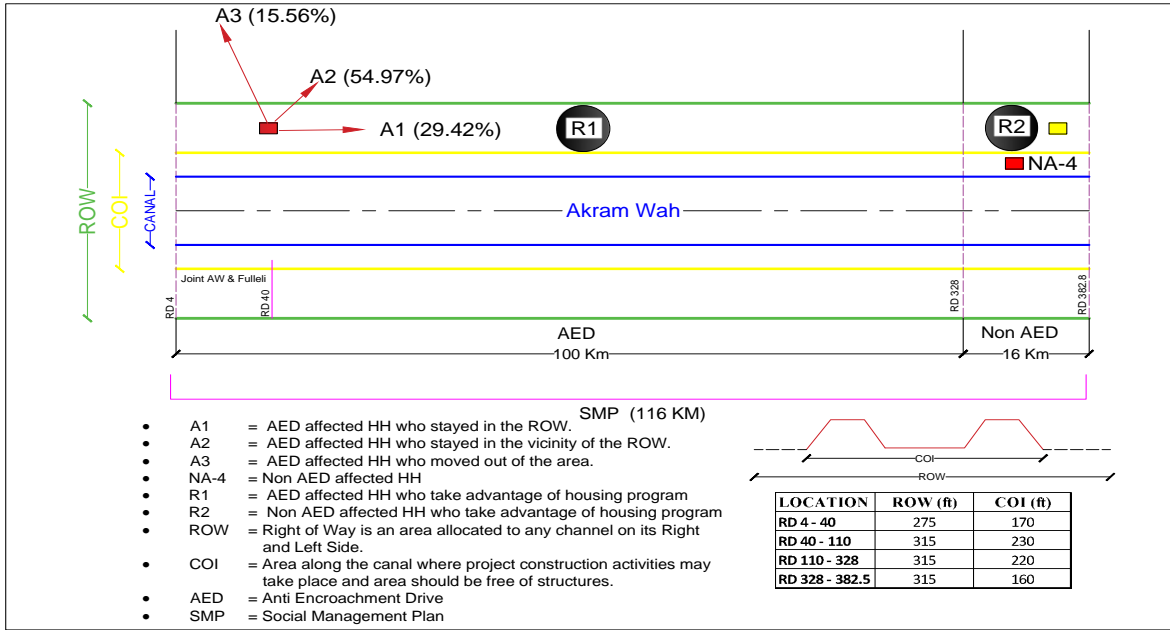 A3 (15.56%)
A2 (54.97%)
A1 (29.42%)
R1
R2
NA-4
ROW
COI
CANAL
Akram Wah
Joint AW & Fulleli
RD 4
RD 40
RD 328
RD 382.8
AED
Non AED
100 Km
16 Km
SMP (116 KM)
• A1 = AED affected HH who stayed in the ROW.
• A2 = AED affected HH who stayed in the vicinity of the ROW.
• A3 = AED affected HH who moved out of the area.
• NA-4 = Non AED affected HH
• R1 = AED affected HH who take advantage of housing program
• R2 = Non AED affected HH who take advantage of housing program
• ROW = Right of Way is an area allocated to any channel on its Right
and Left Side.
• COI = Area along the canal where project construction activities may
take place and area should be free of structures.
• AED = Anti Encroachment Drive
• SMP = Social Management Plan
COI
ROW
LOCATION ROW (ft) COI (ft)
RD 4 - 40 275 170
RD 40 - 110 315 230
RD 110 - 328 315 220
RD 328 - 382.5 315 160